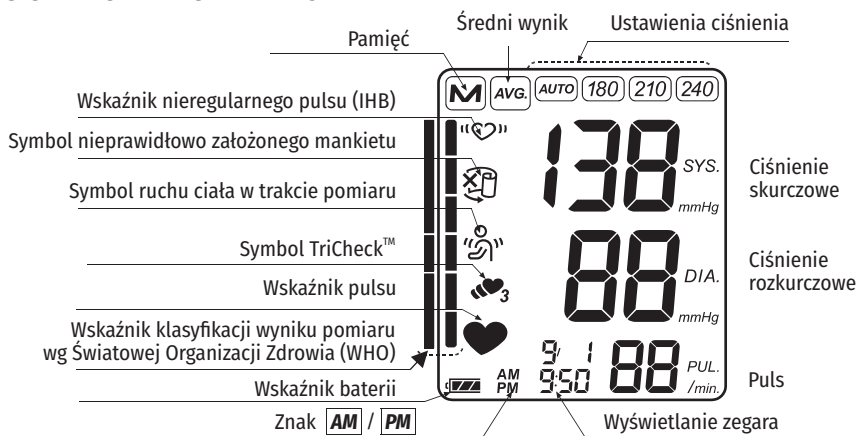 Średni wynik
Ustawienia ciśnienia
Pamięć
M AVG. AUTO 180 210 240
Wskaźnik nieregularnego pulsu (IHB)
Symbol nieprawidłowo założonego mankietu
138 SYS. mmHg
Ciśnienie
skurczowe
Symbol ruchu ciała w trakcie pomiaru
Symbol TriCheck™
88 DIA. mmHg
Ciśnienie
rozkurczowe
Wskaźnik pulsu
3
Wskaźnik klasyfikacji wyniku pomiaru
wg Światowej Organizacji Zdrowia (WHO)
9/ 1
AM
PM
9:50
88 PUL. /min.
Puls
Wskaźnik baterii
Znak AM / PM
Wyświetlanie zegara